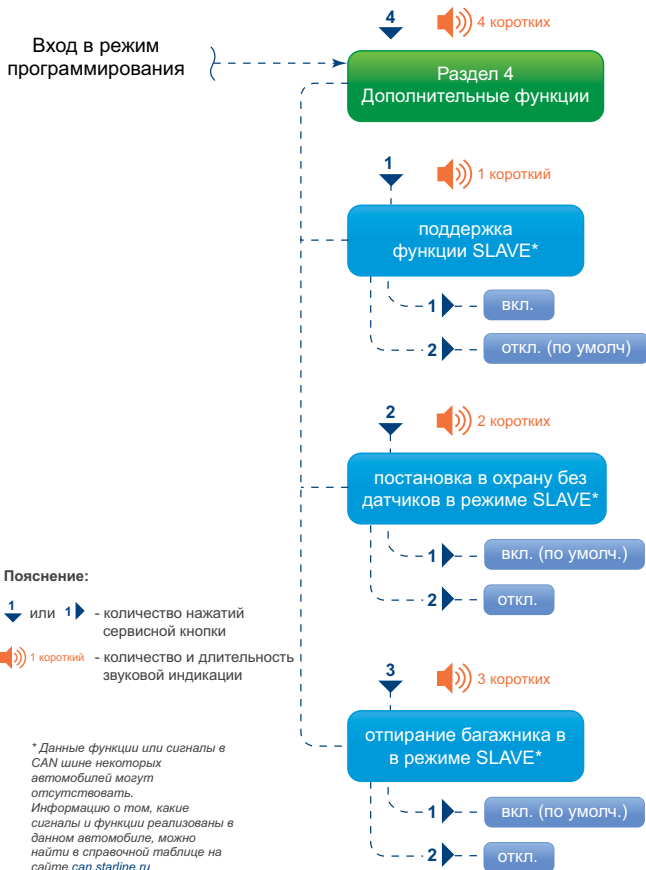 4
4 коротких
Вход в режим
программирования
Раздел 4
Дополнительные функции
1
1 короткий
поддержка
функции SLAVE*
1 вкл.
2 откл. (по умолч)
2
2 коротких
постановка в охрану без
датчиков в режиме SLAVE*
1 вкл. (по умолч.)
2 откл.
Пояснение:
1 или 1 - количество нажатий
сервисной кнопки
1 короткий - количество и длительность
звуковой индикации
3
3 коротких
отпирание багажника в
в режиме SLAVE*
1 вкл. (по умолч.)
2 откл.
* Данные функции или сигналы в
CAN шине некоторых
автомобилей могут
отсутствовать.
Информацию о том, какие
сигналы и функции реализованы в
данном автомобиле, можно
найти в справочной таблице на
сайте can.starline.ru